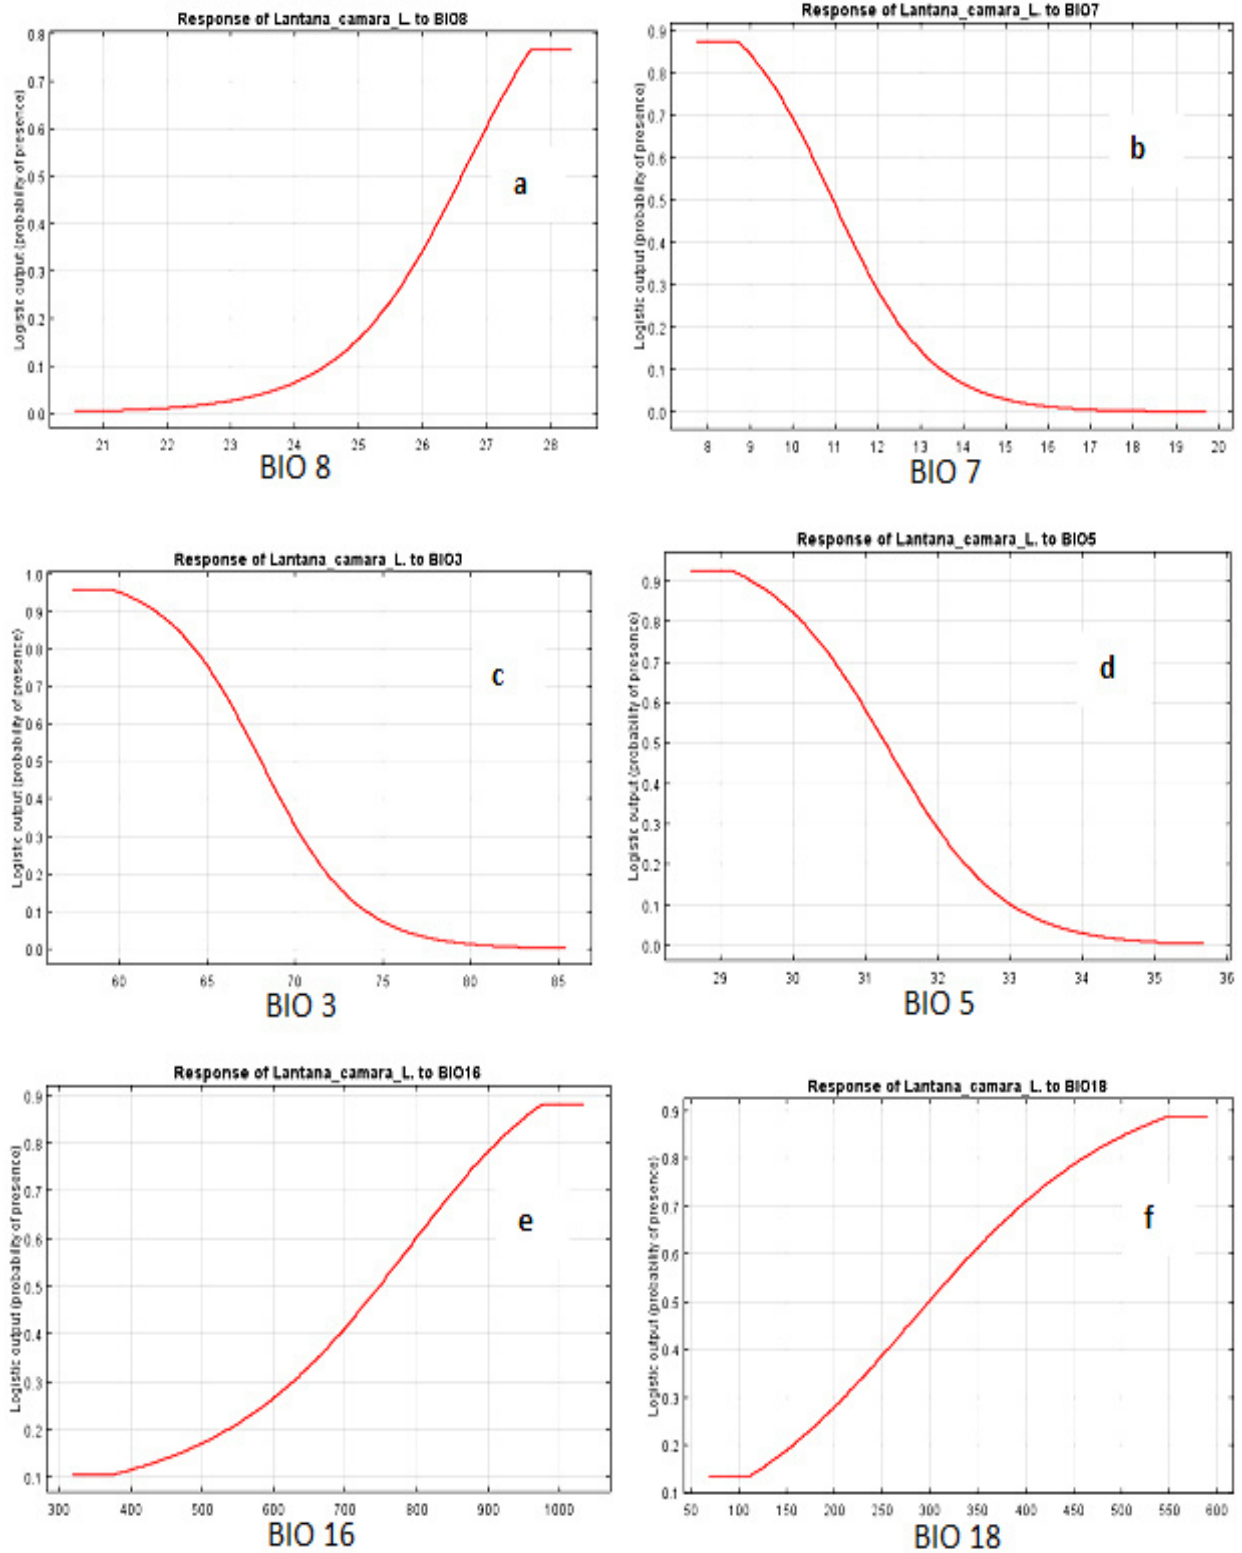 Response of Lantana_camara_L. to BIO8
Logistic output (probability of presence)
0.8
0.7
0.6
0.5
0.4
0.3
0.2
0.1
0.0
a
21 22 23 24 25 26 27 28
BIO 8
Response of Lantana_camara_L. to BIO7
Logistic output (probability of presence)
0.9
0.8
0.7
0.6
0.5
0.4
0.3
0.2
0.1
0.0
b
8 9 10 11 12 13 14 15 16 17 18 19 20
BIO 7
Response of Lantana_camara_L. to BIO3
Logistic output (probability of presence)
1.0
0.9
0.8
0.7
0.6
0.5
0.4
0.3
0.2
0.1
0.0
c
60 65 70 75 80 85
BIO 3
Response of Lantana_camara_L. to BIO5
Logistic output (probability of presence)
0.9
0.8
0.7
0.6
0.5
0.4
0.3
0.2
0.1
0.0
d
29 30 31 32 33 34 35 36
BIO 5
Response of Lantana_camara_L. to BIO16
Logistic output (probability of presence)
0.9
0.8
0.7
0.6
0.5
0.4
0.3
0.2
0.1
e
300 400 500 600 700 800 900 1000
BIO 16
Response of Lantana_camara_L. to BIO18
Logistic output (probability of presence)
0.9
0.8
0.7
0.6
0.5
0.4
0.3
0.2
0.1
f
50 100 150 200 250 300 350 400 450 500 550 600
BIO 18